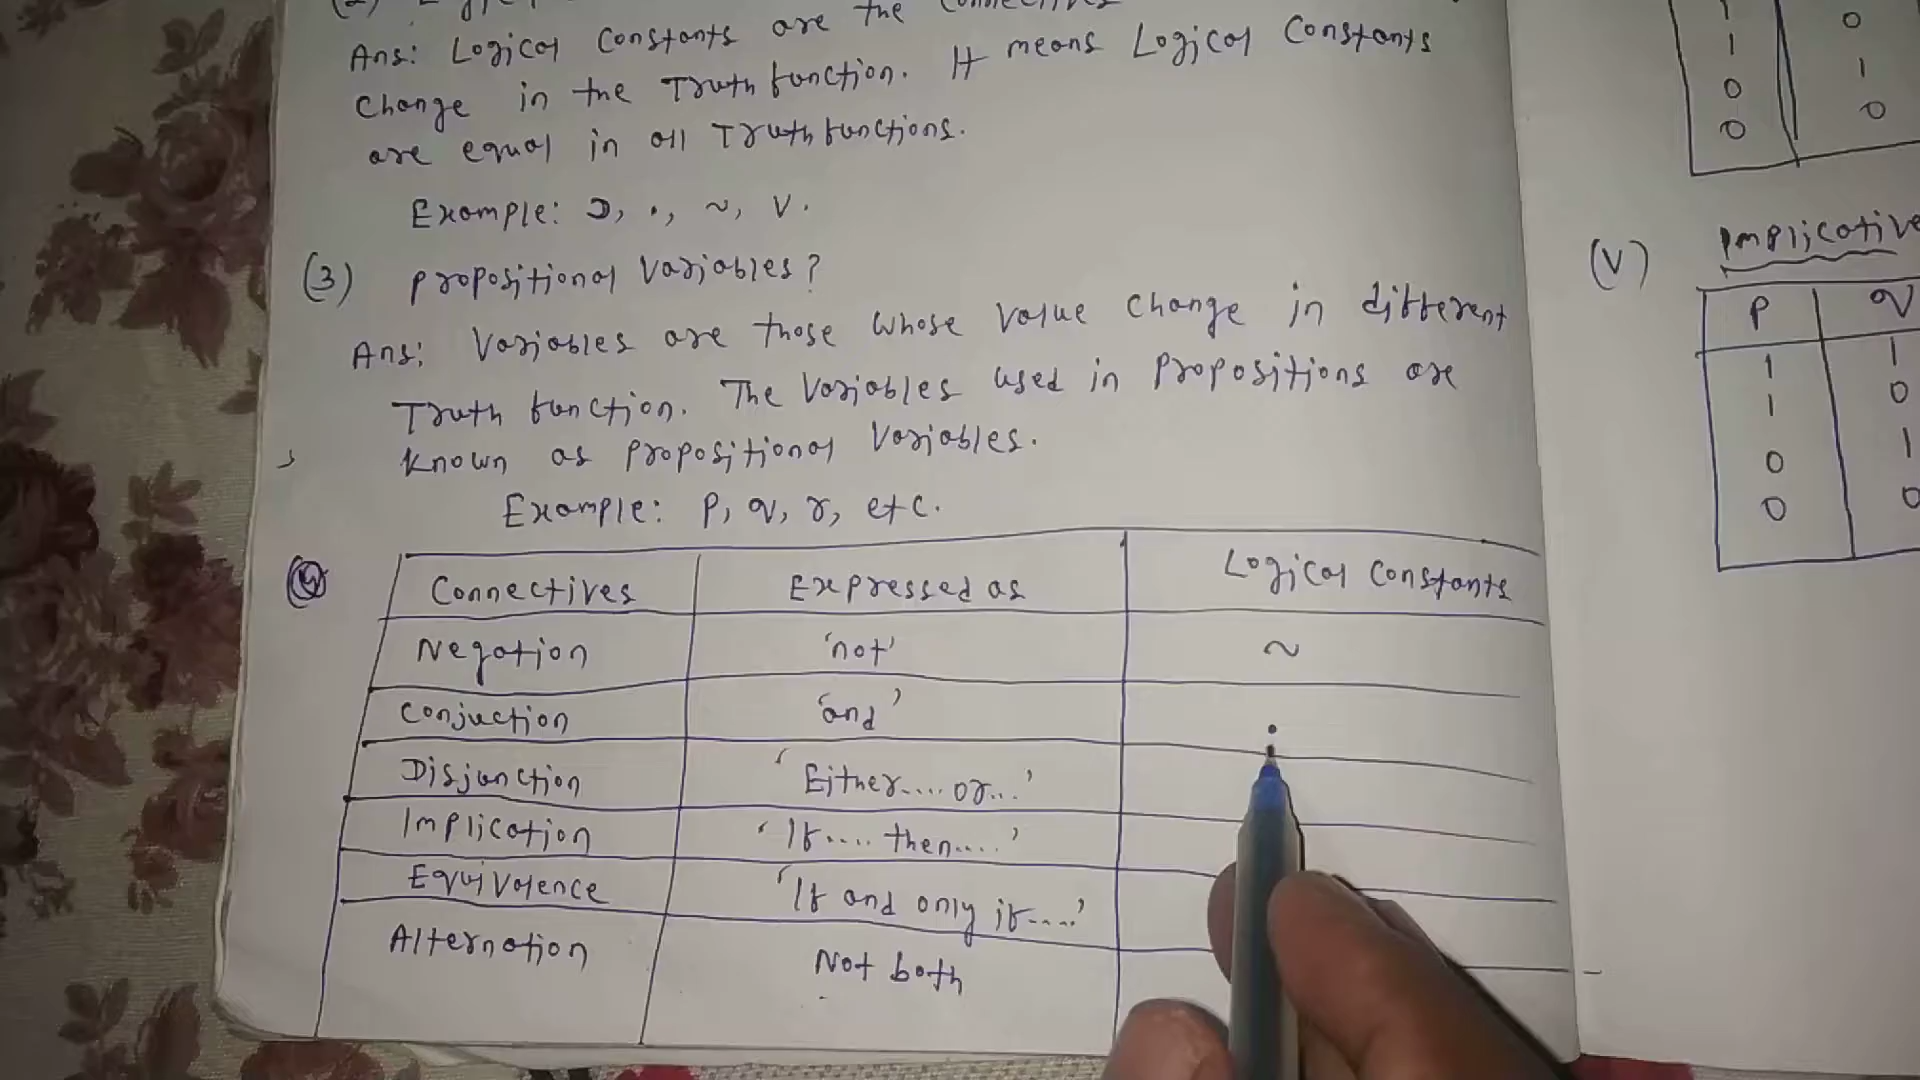 Ans: Logical Constants are the Connectives
Change in the Truth function. It means Logical Constants
are equal in all Truth functions.
Example: ⊃, ·, ~, V.
(3) Propositional Variables?
Ans: Variables are those whose value change in different
Truth function. The Variables used in Propositions are
Known as Propositional Variables.
Example: P, q, r, etc.
(4)
Connectives Expressed as Logical Constants
Negation 'not' ~
Conjuction 'and' ·
Disjunction 'Either.... or...'
Implication 'If.... then....'
Equivalence 'If and only if....'
Alternation Not both
1
1 0
0 1
0 0
(V) Implicative
P q
1 1
1 0
0 1
0 0